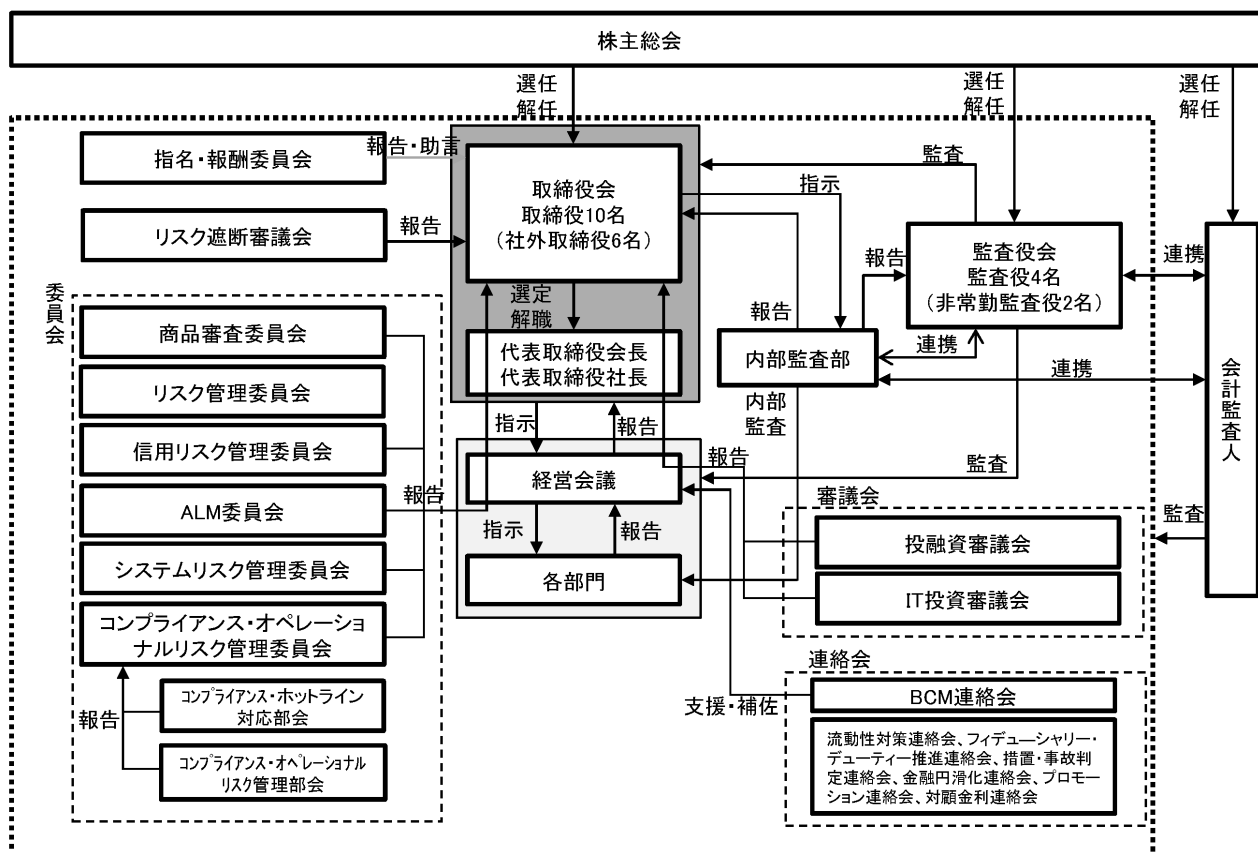 株主総会
選任
解任
選任
解任
選任
解任
指名・報酬委員会
報告・助言
取締役会
取締役10名
(社外取締役6名)
指示
監査
リスク遮断審議会
報告
監査役会
監査役4名
(非常勤監査役2名)
報告
連携
委員会
選定
解職
報告
商品審査委員会
代表取締役会長
代表取締役社長
内部監査部
連携
連携
会計監査人
リスク管理委員会
内部
監査
指示
報告
信用リスク管理委員会
経営会議
報告
監査
ALM委員会
報告
審議会
指示
報告
投融資審議会
監査
システムリスク管理委員会
各部門
IT投資審議会
コンプライアンス・オペレーショ
ナルリスク管理委員会
連絡会
コンプライアンス・ホットライン
対応部会
報告
支援・補佐
BCM連絡会
コンプライアンス・オペレーショナル
リスク管理部会
流動性対策連絡会、フィデューシャリー・
デューティー推進連絡会、措置・事故判
定連絡会、金融円滑化連絡会、プロモー
ション連絡会、対顧金利連絡会